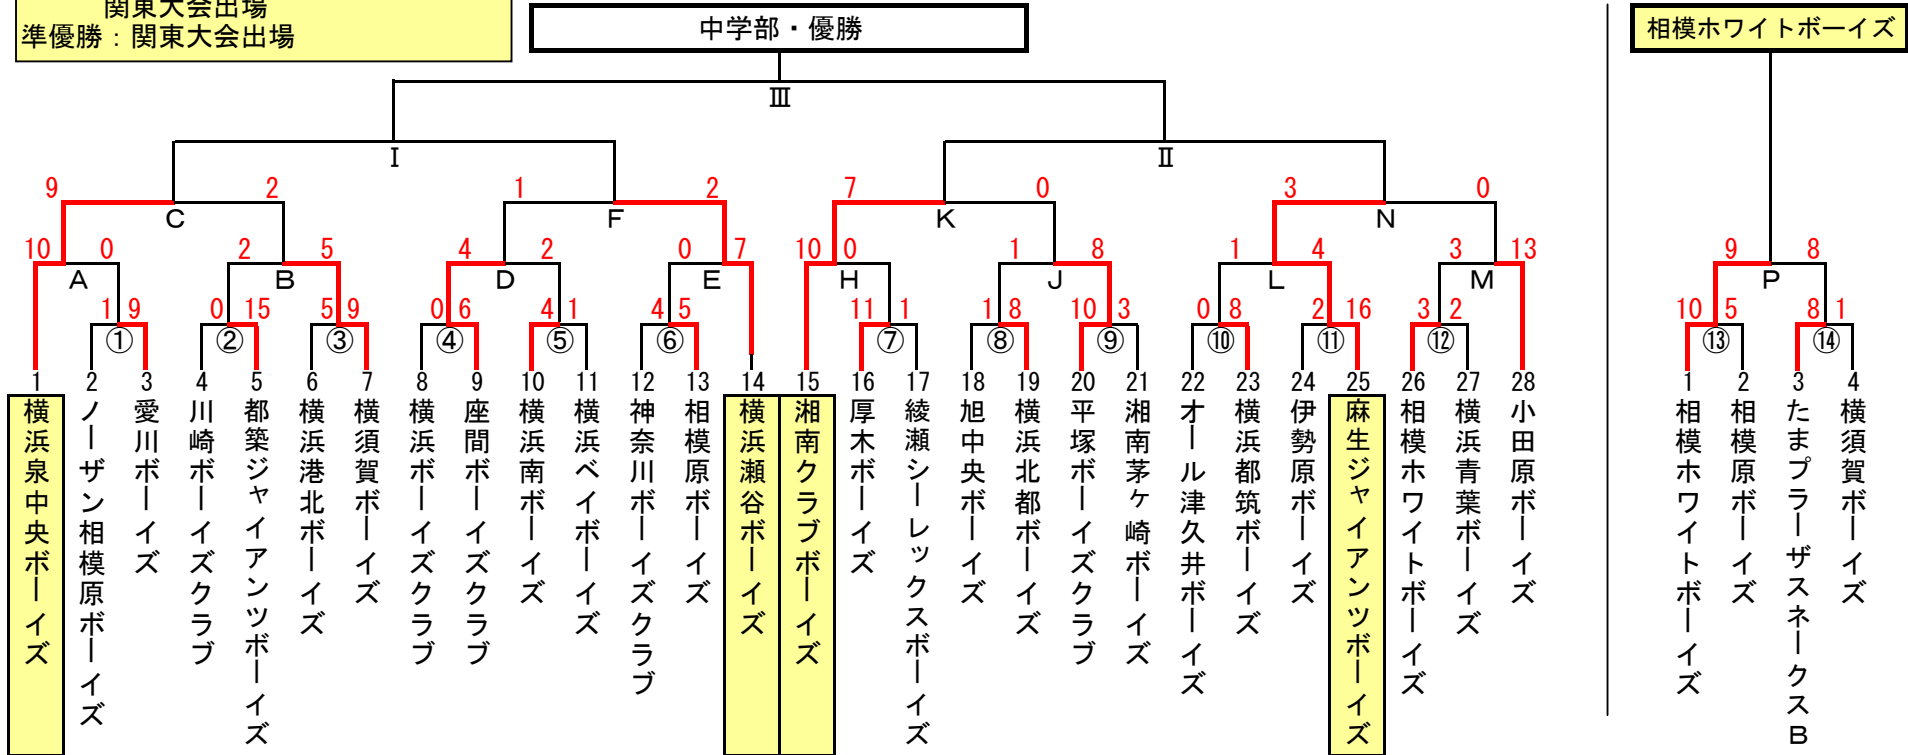 関東大会出場
準優勝：関東大会出場
中学部・優勝
相模ホワイトボーイズ
Ⅲ
Ⅰ
Ⅱ
9 2 1 2 7 0 3 0
C F K N
10 0 2 5 4 2 0 7 10 0 1 8 1 4 3 13 9 8
A B D E H J L M P
1 9 0 15 5 9 0 6 4 1 4 5 11 1 1 8 10 3 0 8 2 16 3 2 10 5 8 1
① ② ③ ④ ⑤ ⑥ ⑦ ⑧ ⑨ ⑩ ⑪ ⑫ ⑬ ⑭
1 横浜泉中央ボーイズ
2 ノーザン相模原ボーイズ
3 愛川ボーイズ
4 川崎ボーイズクラブ
5 都築ジャイアンツボーイズ
6 横浜港北ボーイズ
7 横須賀ボーイズ
8 横浜ボーイズクラブ
9 座間ボーイズクラブ
10 横浜南ボーイズ
11 横浜ベイボーイズ
12 神奈川ボーイズクラブ
13 相模原ボーイズ
14 横浜瀬谷ボーイズ
15 湘南クラブボーイズ
16 厚木ボーイズ
17 綾瀬シーレックスボーイズ
18 旭中央ボーイズ
19 横浜北都ボーイズ
20 平塚ボーイズクラブ
21 湘南茅ケ崎ボーイズ
22 オール津久井ボーイズ
23 横浜都筑ボーイズ
24 伊勢原ボーイズ
25 麻生ジャイアンツボーイズ
26 相模ホワイトボーイズ
27 横浜青葉ボーイズ
28 小田原ボーイズ
1 相模ホワイトボーイズ
2 相模原ボーイズ
3 たまプラーザスネークスB
4 横須賀ボーイズ